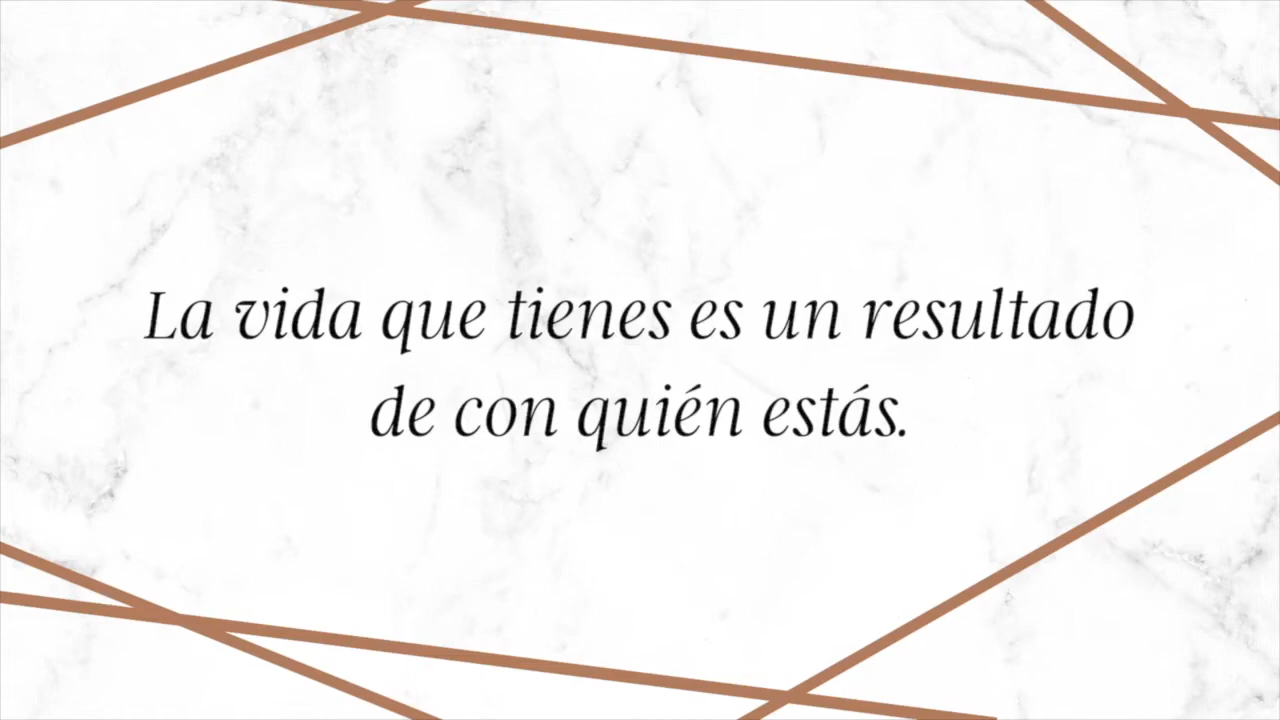 La vida que tienes es un resultado
de con quién estás.